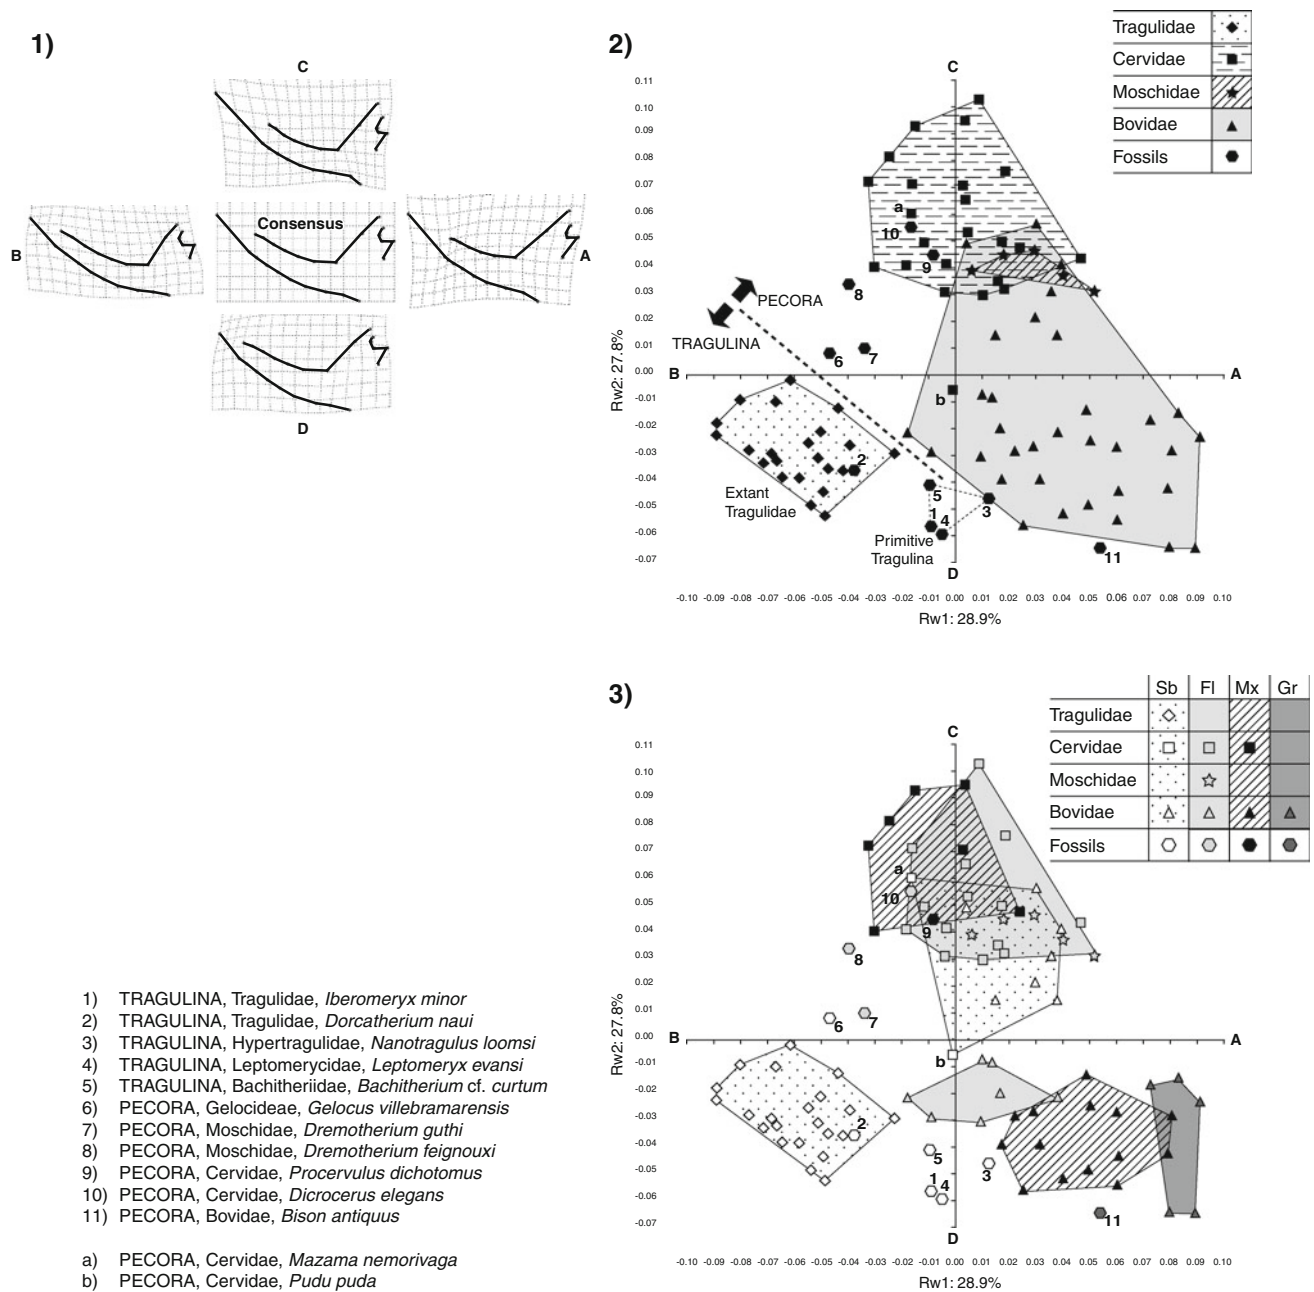 1)
C
B
Consensus
A
D
2)
Tragulidae
Cervidae
Moschidae
Bovidae
Fossils
C
0.11
0.10
0.09
0.08
0.07
0.06
0.05
0.04
0.03
0.02
0.01
0.00
-0.01
-0.02
-0.03
-0.04
-0.05
-0.06
-0.07
Rw2: 27.8%
a
10
9
8
PECORA
TRAGULINA
6
7
B
A
b
2
Extant
Tragulidae
5
3
1
4
Primitive
Tragulina
11
D
-0.10 -0.09 -0.08 -0.07 -0.06 -0.05 -0.04 -0.03 -0.02 -0.01 0.00 0.01 0.02 0.03 0.04 0.05 0.06 0.07 0.08 0.09 0.10
Rw1: 28.9%
3)
Sb Fl Mx Gr
Tragulidae
Cervidae
Moschidae
Bovidae
Fossils
C
0.11
0.10
0.09
0.08
0.07
0.06
0.05
0.04
0.03
0.02
0.01
0.00
-0.01
-0.02
-0.03
-0.04
-0.05
-0.06
-0.07
Rw2: 27.8%
a
10
9
8
6
7
B
A
b
2
5
3
1
4
11
D
-0.10 -0.09 -0.08 -0.07 -0.06 -0.05 -0.04 -0.03 -0.02 -0.01 0.00 0.01 0.02 0.03 0.04 0.05 0.06 0.07 0.08 0.09 0.10
Rw1: 28.9%
1) TRAGULINA, Tragulidae, Iberomeryx minor
2) TRAGULINA, Tragulidae, Dorcatherium naui
3) TRAGULINA, Hypertragulidae, Nanotragulus loomsi
4) TRAGULINA, Leptomerycidae, Leptomeryx evansi
5) TRAGULINA, Bachitheriidae, Bachitherium cf. curtum
6) PECORA, Gelocideae, Gelocus villebramarensis
7) PECORA, Moschidae, Dremotherium guthi
8) PECORA, Moschidae, Dremotherium feignouxi
9) PECORA, Cervidae, Procervulus dichotomus
10) PECORA, Cervidae, Dicrocerus elegans
11) PECORA, Bovidae, Bison antiquus
a) PECORA, Cervidae, Mazama nemorivaga
b) PECORA, Cervidae, Pudu puda